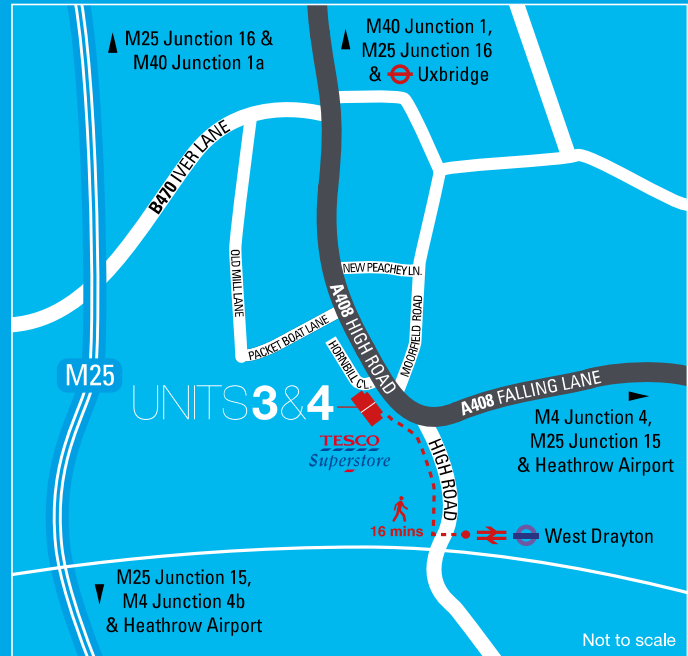 M25 Junction 16 &
M40 Junction 1a
M40 Junction 1,
M25 Junction 16
& Uxbridge
B470 IVER LANE
OLD MILL LANE
NEW PEACHEY LN.
A408 HIGH ROAD
MOORFIELD ROAD
PACKET BOAT LANE
HORNBILL CL.
M25
UNITS 3&4
A408 FALLING LANE
M4 Junction 4,
M25 Junction 15
& Heathrow Airport
TESCO
Superstore
HIGH ROAD
16 mins
West Drayton
M25 Junction 15,
M4 Junction 4b
& Heathrow Airport
Not to scale